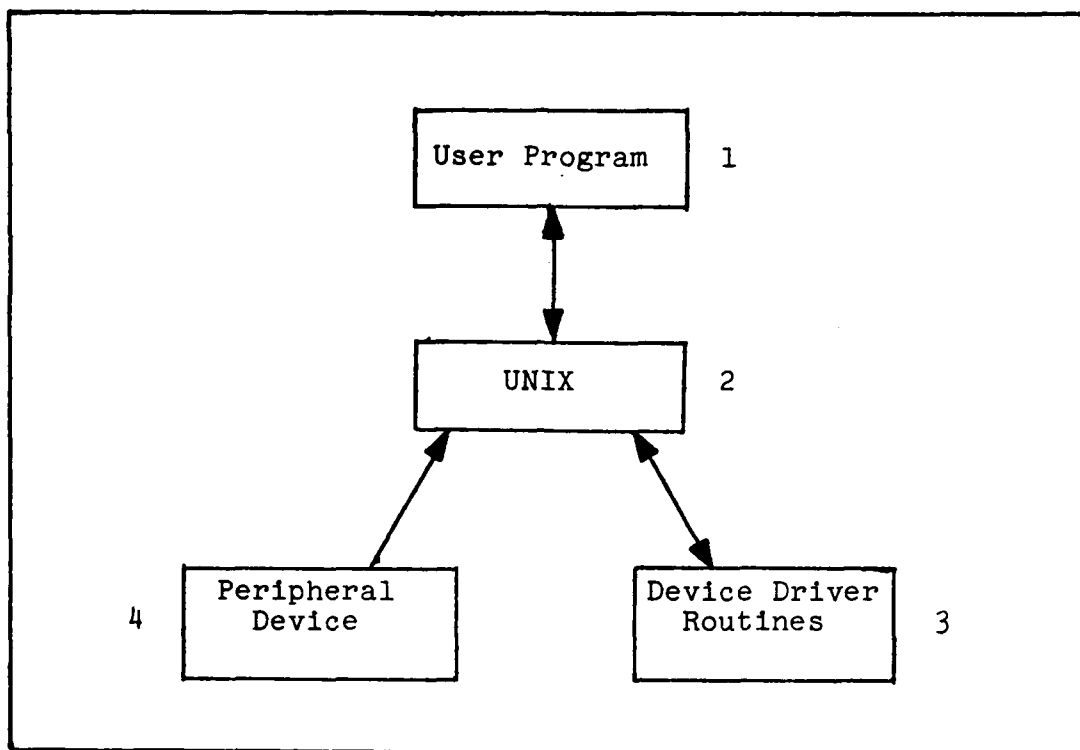 User Program 1
UNIX 2
4
Peripheral
Device
Device Driver
Routines
3